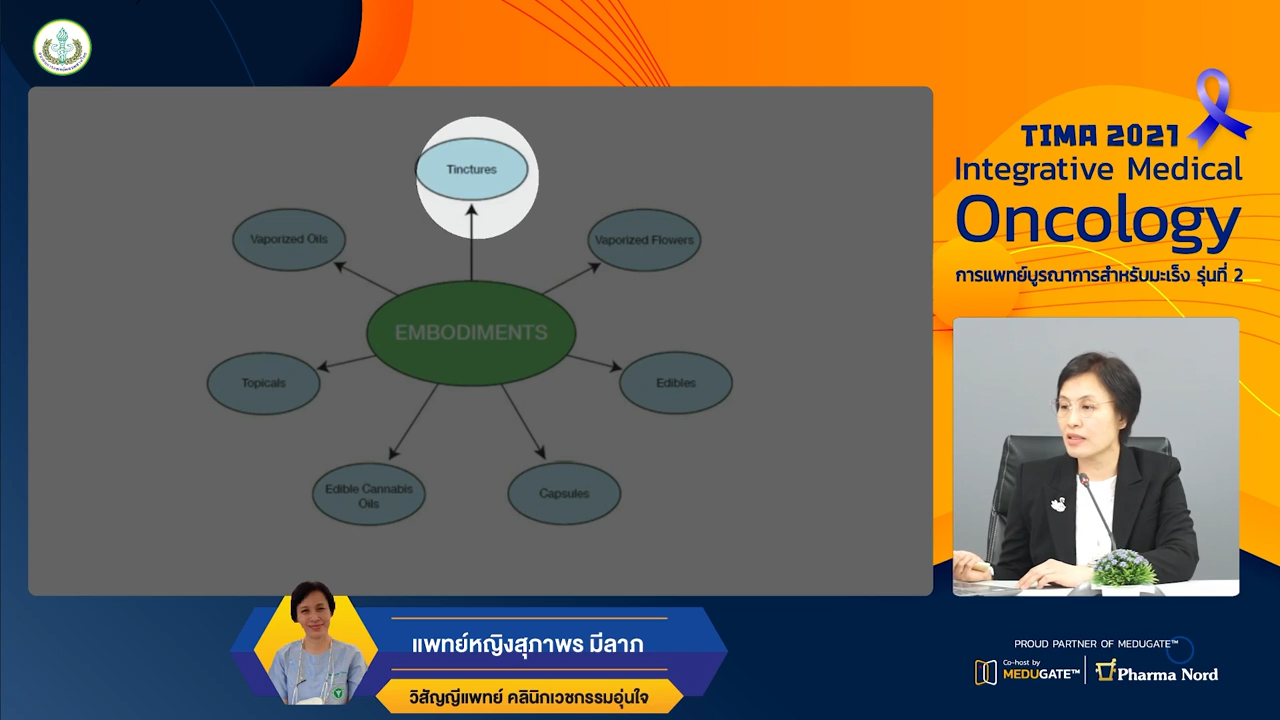 Tinctures
Vaporized Oils
Vaporized Flowers
EMBODIMENTS
Topicals
Edibles
Edible Cannabis
Oils
Capsules
TIMA 2021
Integrative Medical
Oncology
การแพทย์บูรณาการสำหรับมะเร็ง รุ่นที่ 2
แพทย์หญิงสุภาพร มีลาภ
วิสัญญีแพทย์ คลินิกเวชกรรมอุ่นใจ
PROUD PARTNER OF MEDUGATE™
Co-host by
MEDUGATE™
Pharma Nord